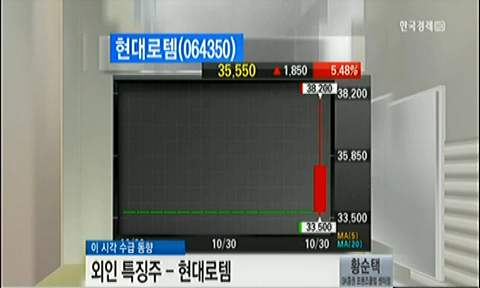 한국경제
현대로템(064350)
35,550 ▲ 1,850 5.48%
38,200
38,200
35,850
33,500
33,500
MA(5)
MA(20)
10/30 10/30
이 시각 수급 동향
외인 특징주 - 현대로템
황순택